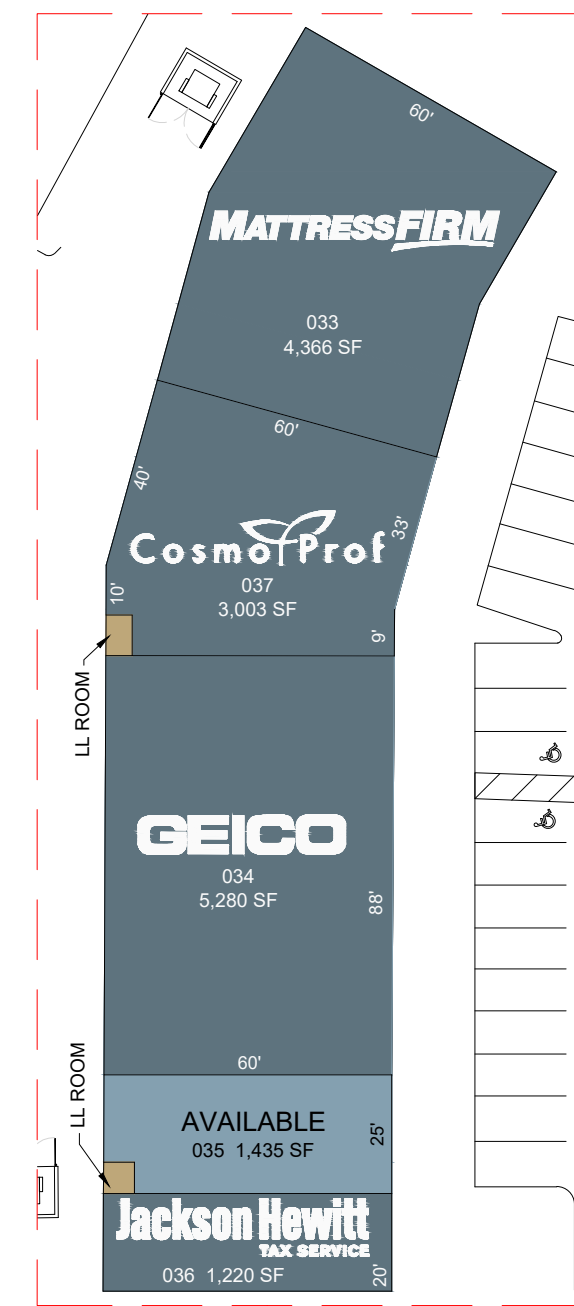 60'
MATTRESSFIRM
033
4,366 SF
60'
40'
33'
CosmoProf
037
3,003 SF
10'
9'
LL ROOM
GEICO
034
5,280 SF
88'
60'
LL ROOM
AVAILABLE
035 1,435 SF
25'
Jackson Hewitt
TAX SERVICE
036 1,220 SF
20'